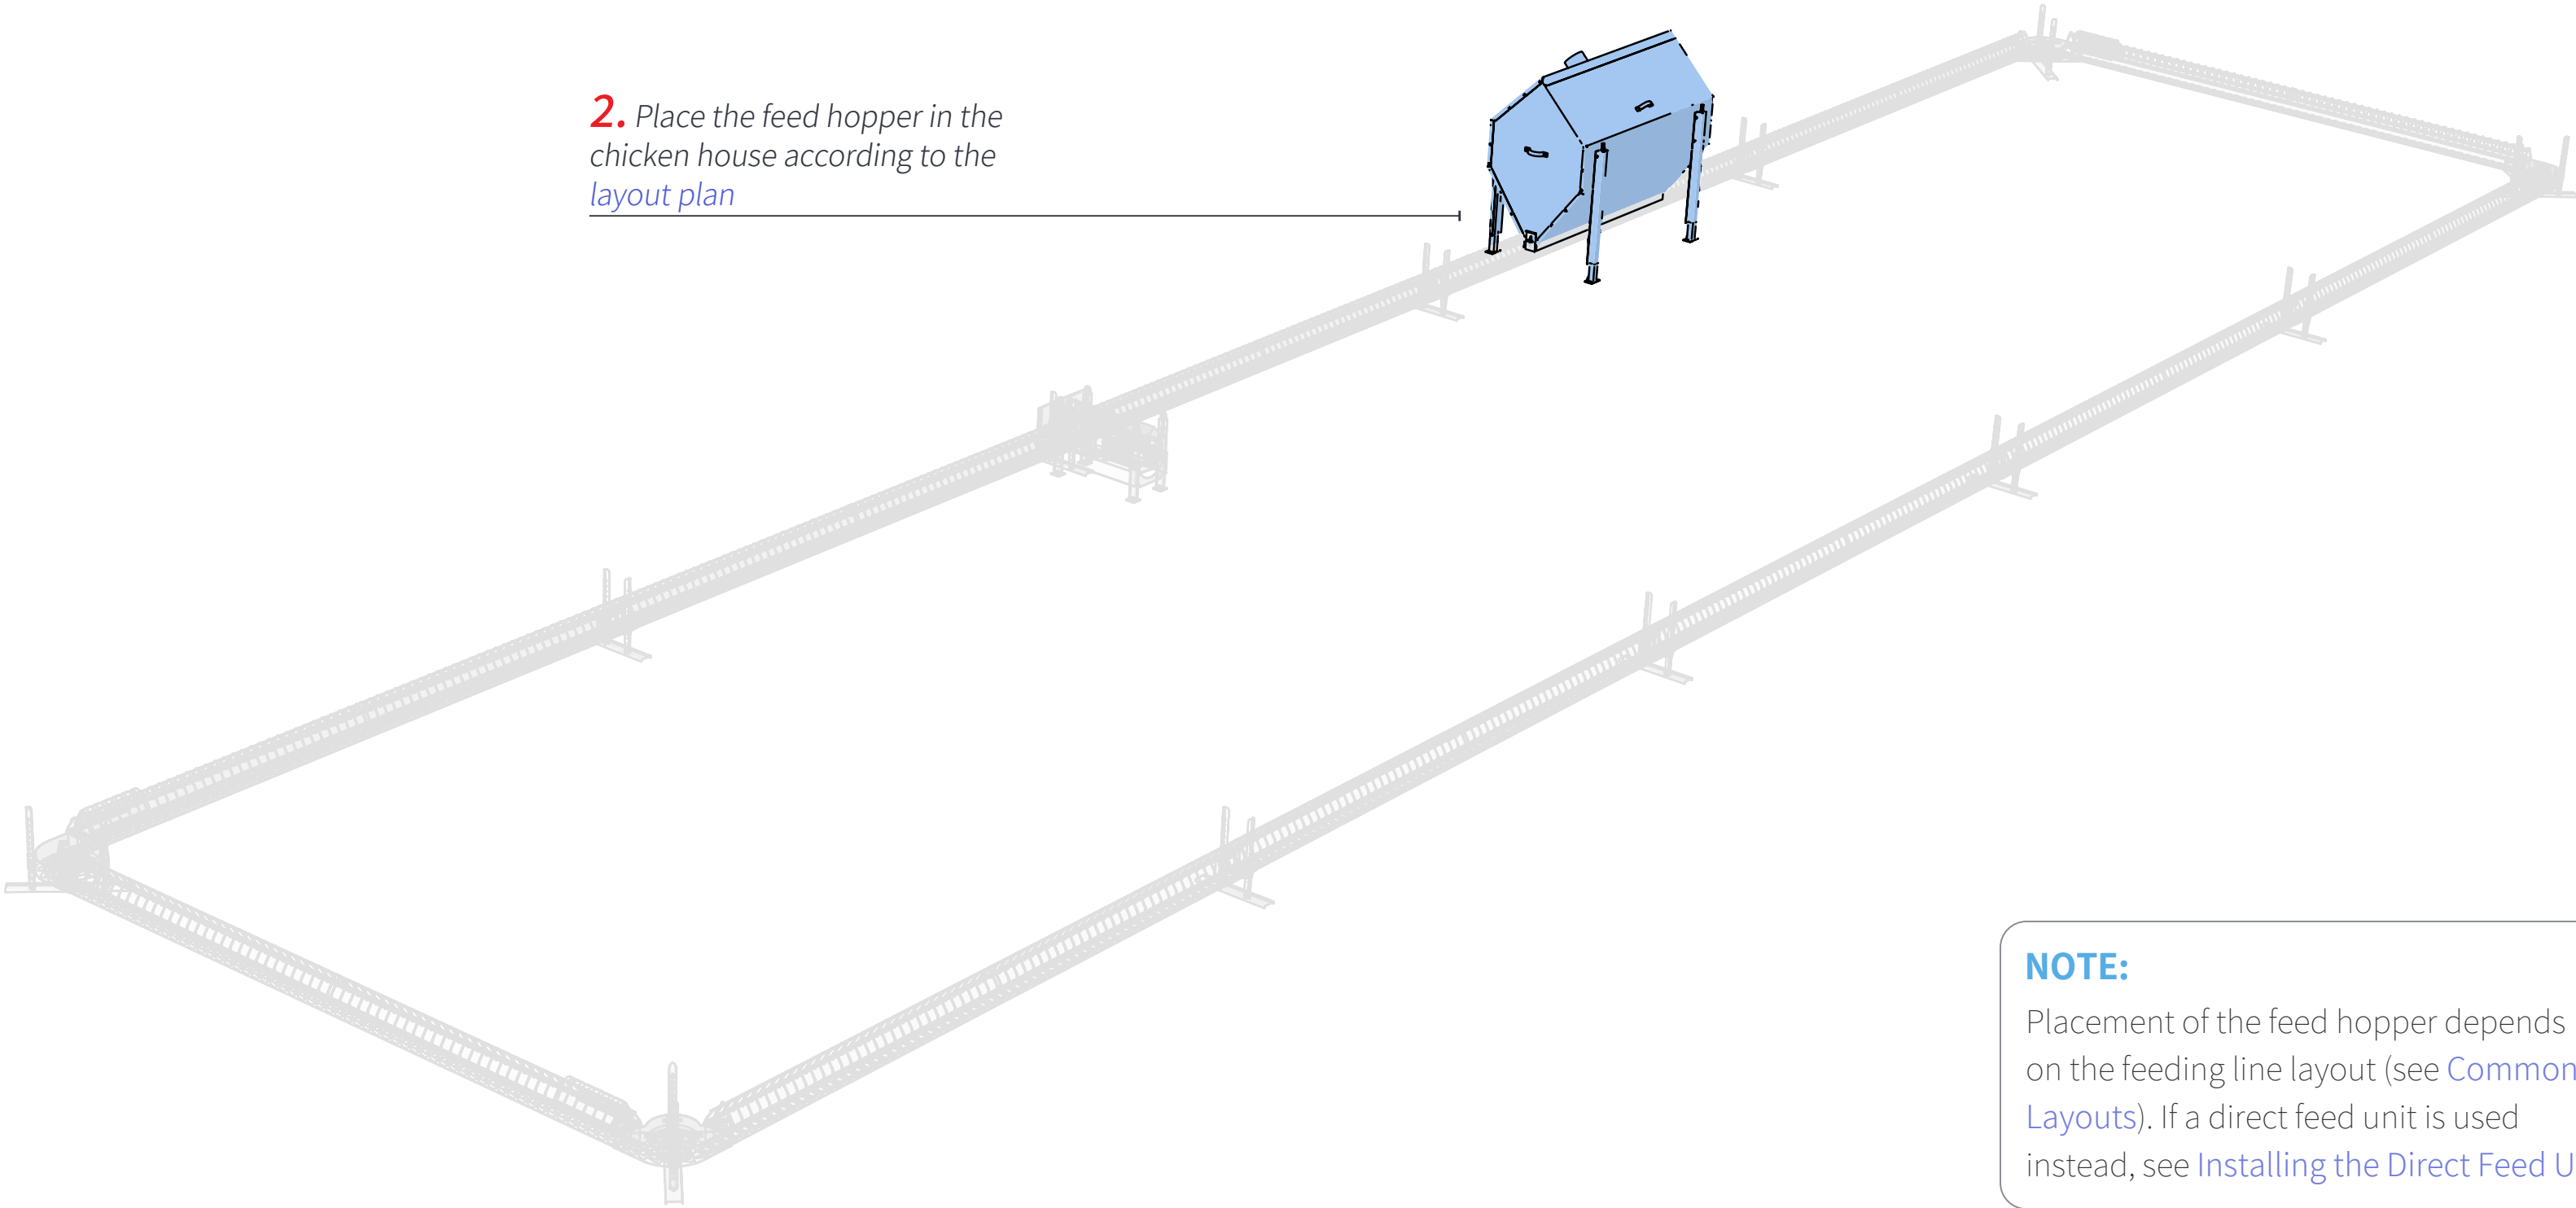 2. Place the feed hopper in the
chicken house according to the
layout plan
NOTE:
Placement of the feed hopper depends
on the feeding line layout (see Common
Layouts). If a direct feed unit is used
instead, see Installing the Direct Feed